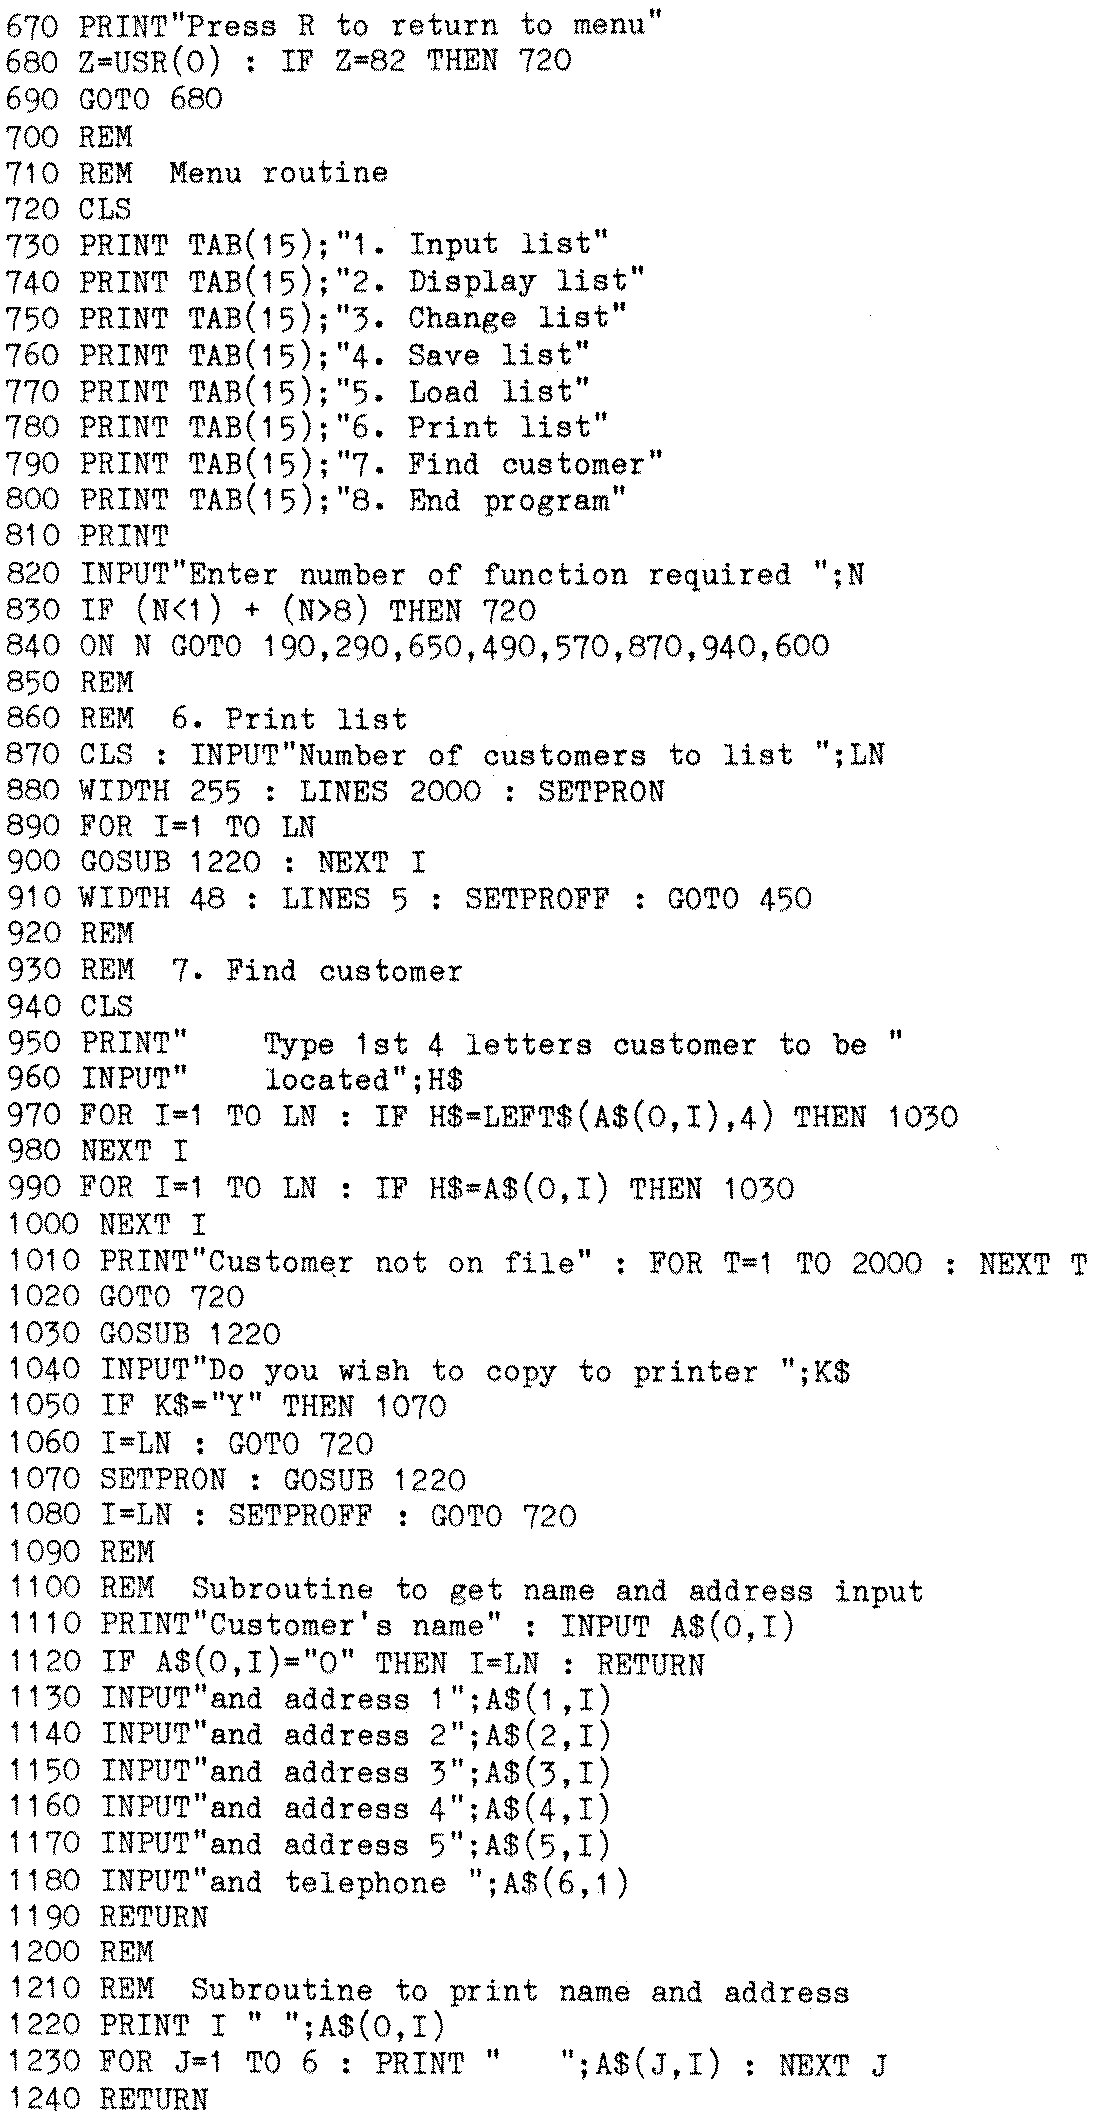 670 PRINT"Press R to return to menu"
680 Z=USR(0) : IF Z=82 THEN 720
690 GOTO 680
700 REM
710 REM  Menu routine
720 CLS
730 PRINT TAB(15);"1. Input list"
740 PRINT TAB(15);"2. Display list"
750 PRINT TAB(15);"3. Change list"
760 PRINT TAB(15);"4. Save list"
770 PRINT TAB(15);"5. Load list"
780 PRINT TAB(15);"6. Print list"
790 PRINT TAB(15);"7. Find customer"
800 PRINT TAB(15);"8. End program"
810 PRINT
820 INPUT"Enter number of function required ";N
830 IF (N<1) + (N>8) THEN 720
840 ON N GOTO 190,290,650,490,570,870,940,600
850 REM
860 REM  6. Print list
870 CLS : INPUT"Number of customers to list ";LN
880 WIDTH 255 : LINES 2000 : SETPRON
890 FOR I=1 TO LN
900 GOSUB 1220 : NEXT I
910 WIDTH 48 : LINES 5 : SETPROFF : GOTO 450
920 REM
930 REM  7. Find customer
940 CLS
950 PRINT"    Type 1st 4 letters customer to be "
960 INPUT"    located";H$
970 FOR I=1 TO LN : IF H$=LEFT$(A$(0,I),4) THEN 1030
980 NEXT I
990 FOR I=1 TO LN : IF H$=A$(0,I) THEN 1030
1000 NEXT I
1010 PRINT"Customer not on file" : FOR T=1 TO 2000 : NEXT T
1020 GOTO 720
1030 GOSUB 1220
1040 INPUT"Do you wish to copy to printer ";K$
1050 IF K$="Y" THEN 1070
1060 I=LN : GOTO 720
1070 SETPRON : GOSUB 1220
1080 I=LN : SETPROFF : GOTO 720
1090 REM
1100 REM  Subroutine to get name and address input
1110 PRINT"Customer's name" : INPUT A$(0,I)
1120 IF A$(0,I)="0" THEN I=LN : RETURN
1130 INPUT"and address 1";A$(1,I)
1140 INPUT"and address 2";A$(2,I)
1150 INPUT"and address 3";A$(3,I)
1160 INPUT"and address 4";A$(4,I)
1170 INPUT"and address 5";A$(5,I)
1180 INPUT"and telephone ";A$(6,1)
1190 RETURN
1200 REM
1210 REM  Subroutine to print name and address
1220 PRINT I " ";A$(0,I)
1230 FOR J=1 TO 6 : PRINT "   ";A$(J,I) : NEXT J
1240 RETURN